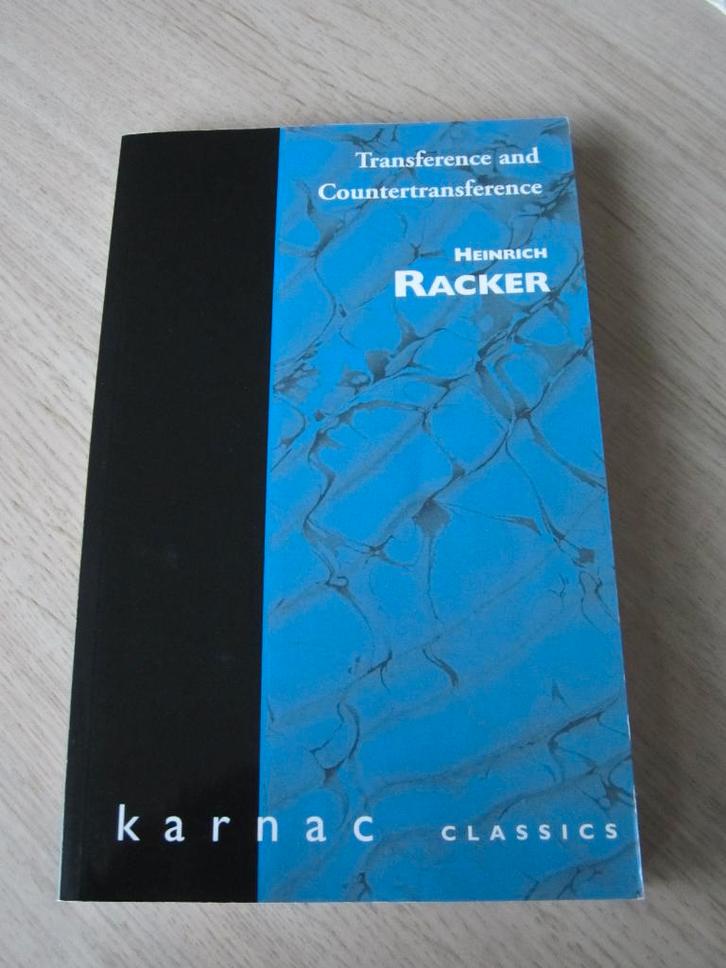 Transference and
Countertransference
HEINRICH
RACKER
karnac CLASSICS